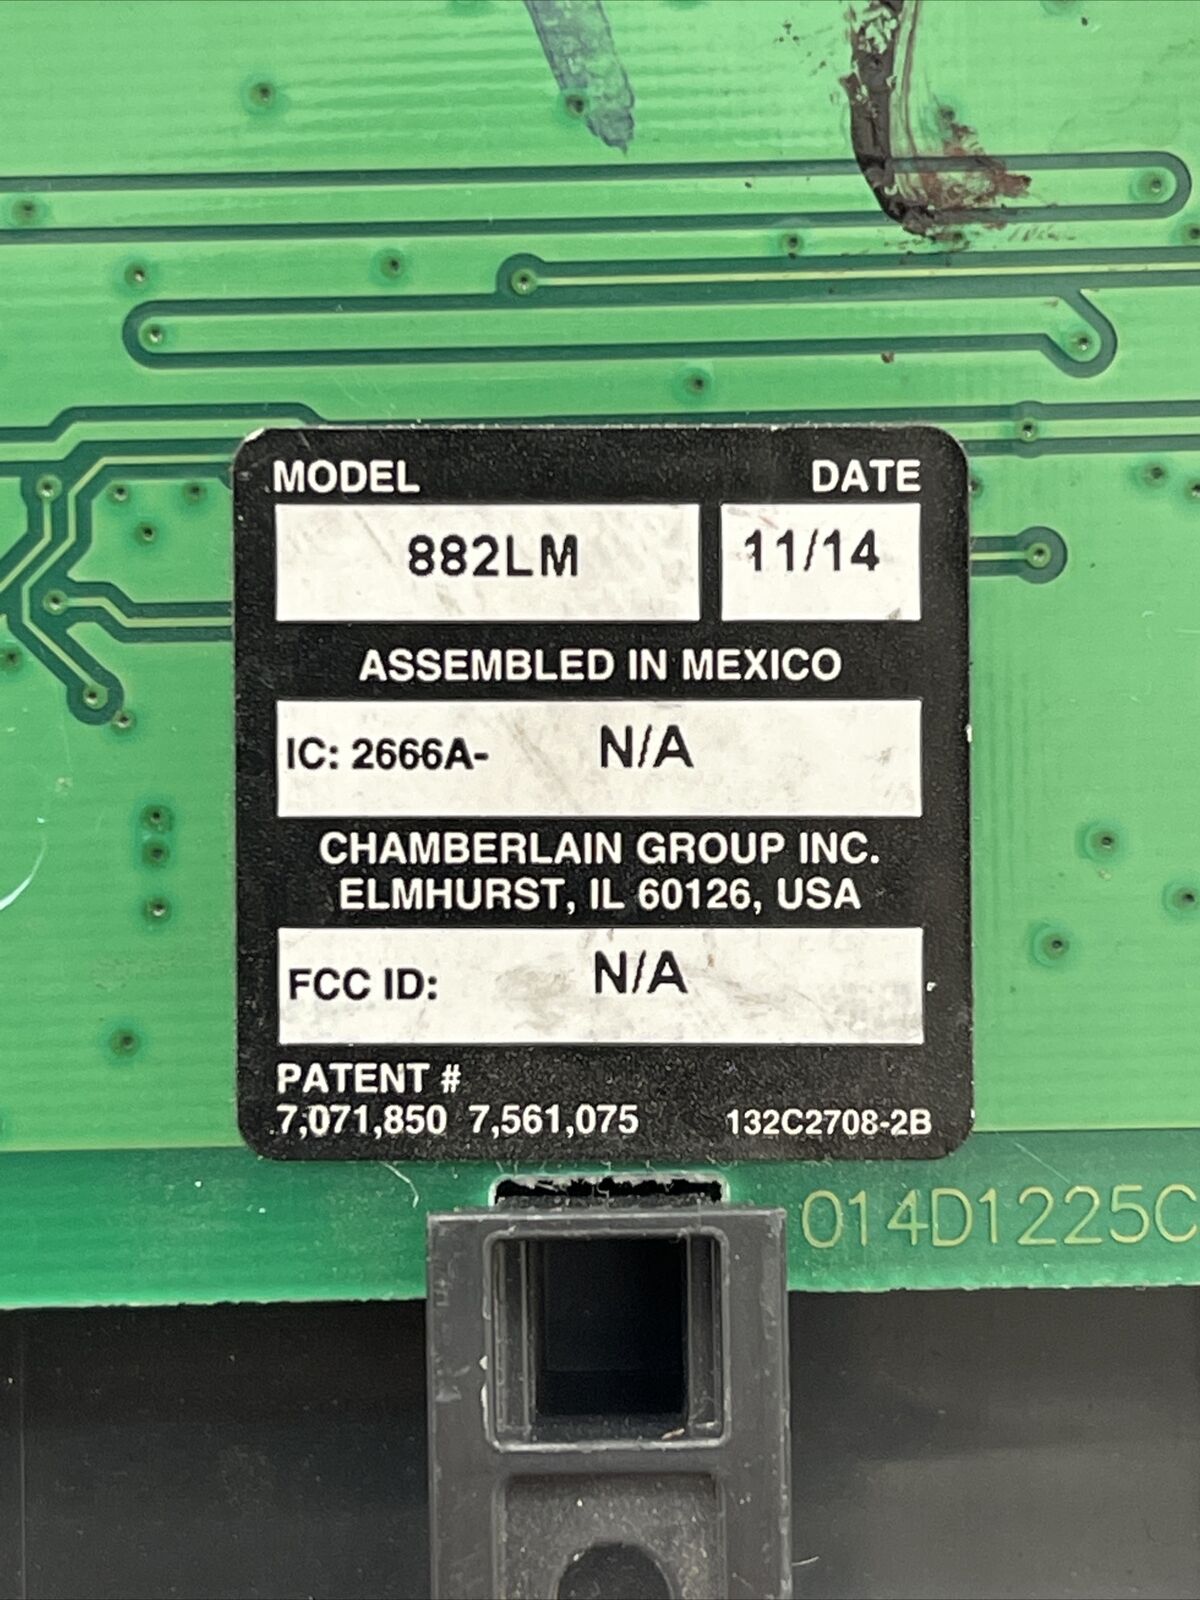 MODEL DATE
882LM 11/14
ASSEMBLED IN MEXICO
IC: 2666A- N/A
CHAMBERLAIN GROUP INC.
ELMHURST, IL 60126, USA
FCC ID: N/A
PATENT #
7,071,850 7,561,075 132C2708-2B
014D1225C